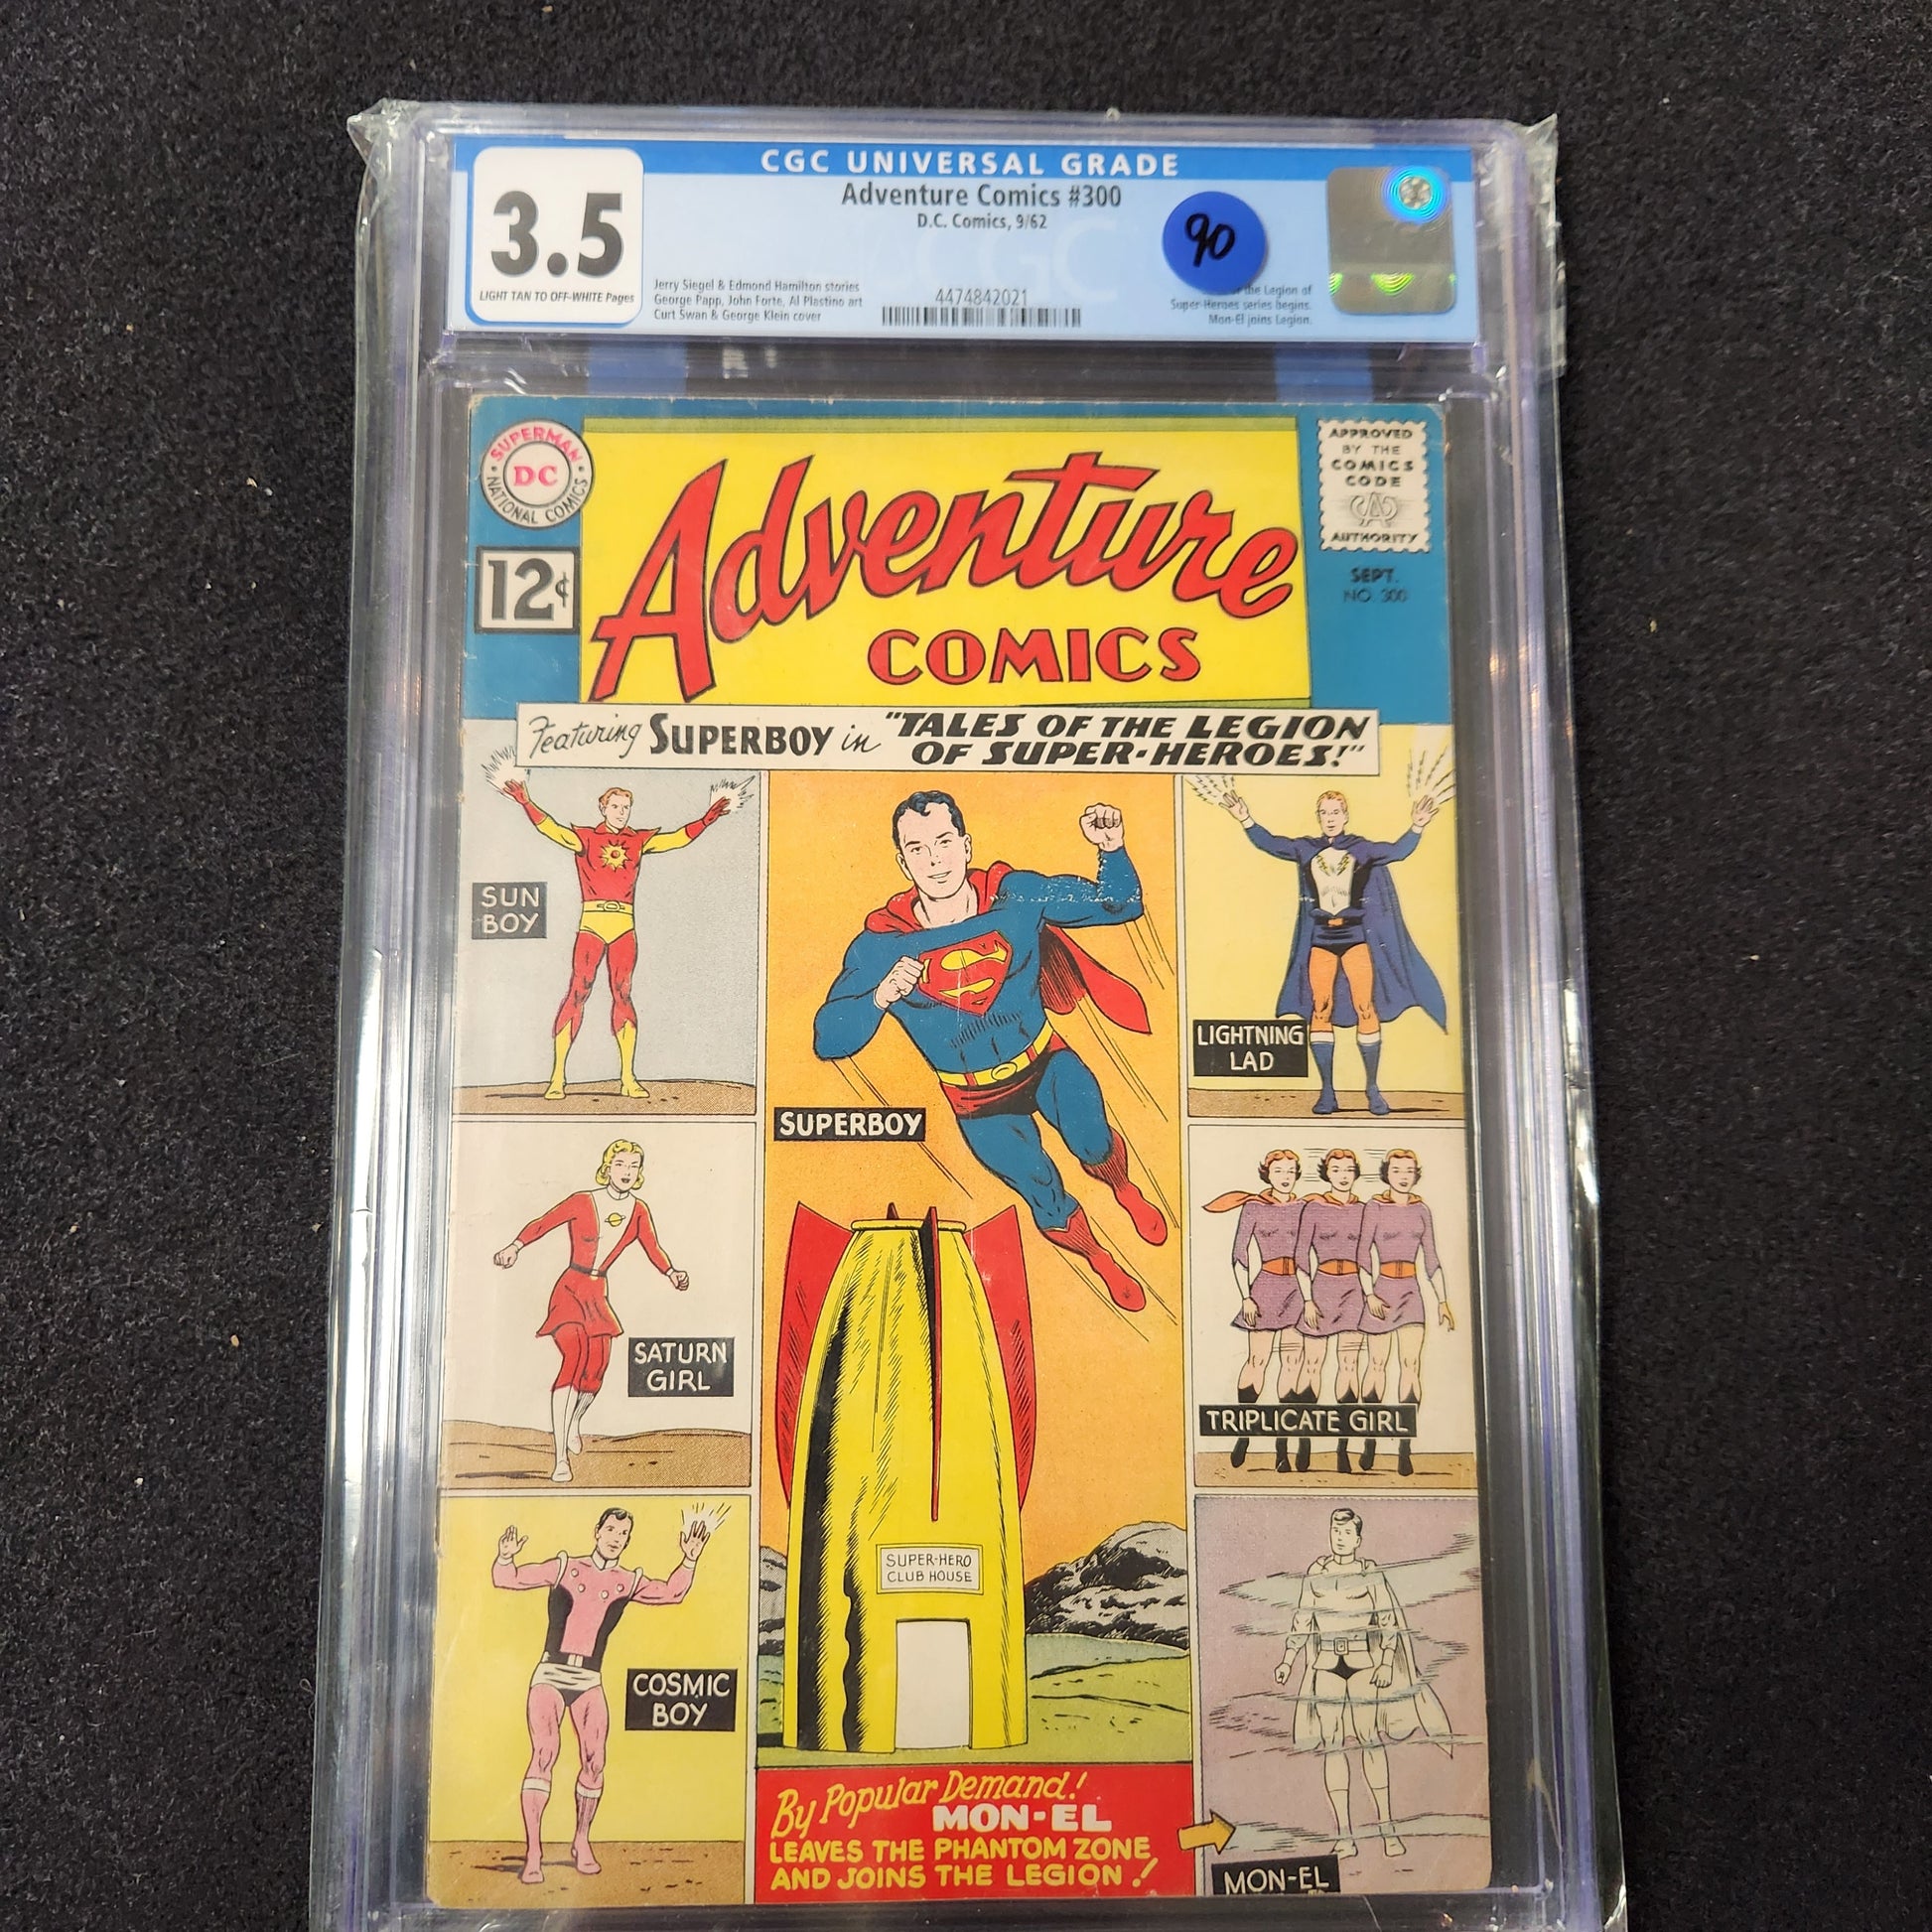 CGC UNIVERSAL GRADE
3.5
LIGHT TAN TO OFF-WHITE Pages
Adventure Comics #300
D.C. Comics, 9/62
90
Jerry Siegel & Edmond Hamilton stories
George Papp, John Forte, Al Plastino art
Curt Swan & George Klein cover
4474842021
the Legion of
Super-Heroes series begins.
Mon-El joins Legion.
SUPERMAN
DC
NATIONAL COMICS
12¢
Adventure
COMICS
APPROVED
BY THE
COMICS
CODE
CA
AUTHORITY
SEPT.
NO. 300
Featuring SUPERBOY in "TALES OF THE LEGION
OF SUPER-HEROES!"
SUN
BOY
SUPERBOY
LIGHTNING
LAD
SATURN
GIRL
TRIPLICATE GIRL
COSMIC
BOY
SUPER-HERO
CLUB HOUSE
By Popular Demand!
MON-EL
LEAVES THE PHANTOM ZONE
AND JOINS THE LEGION!
MON-EL